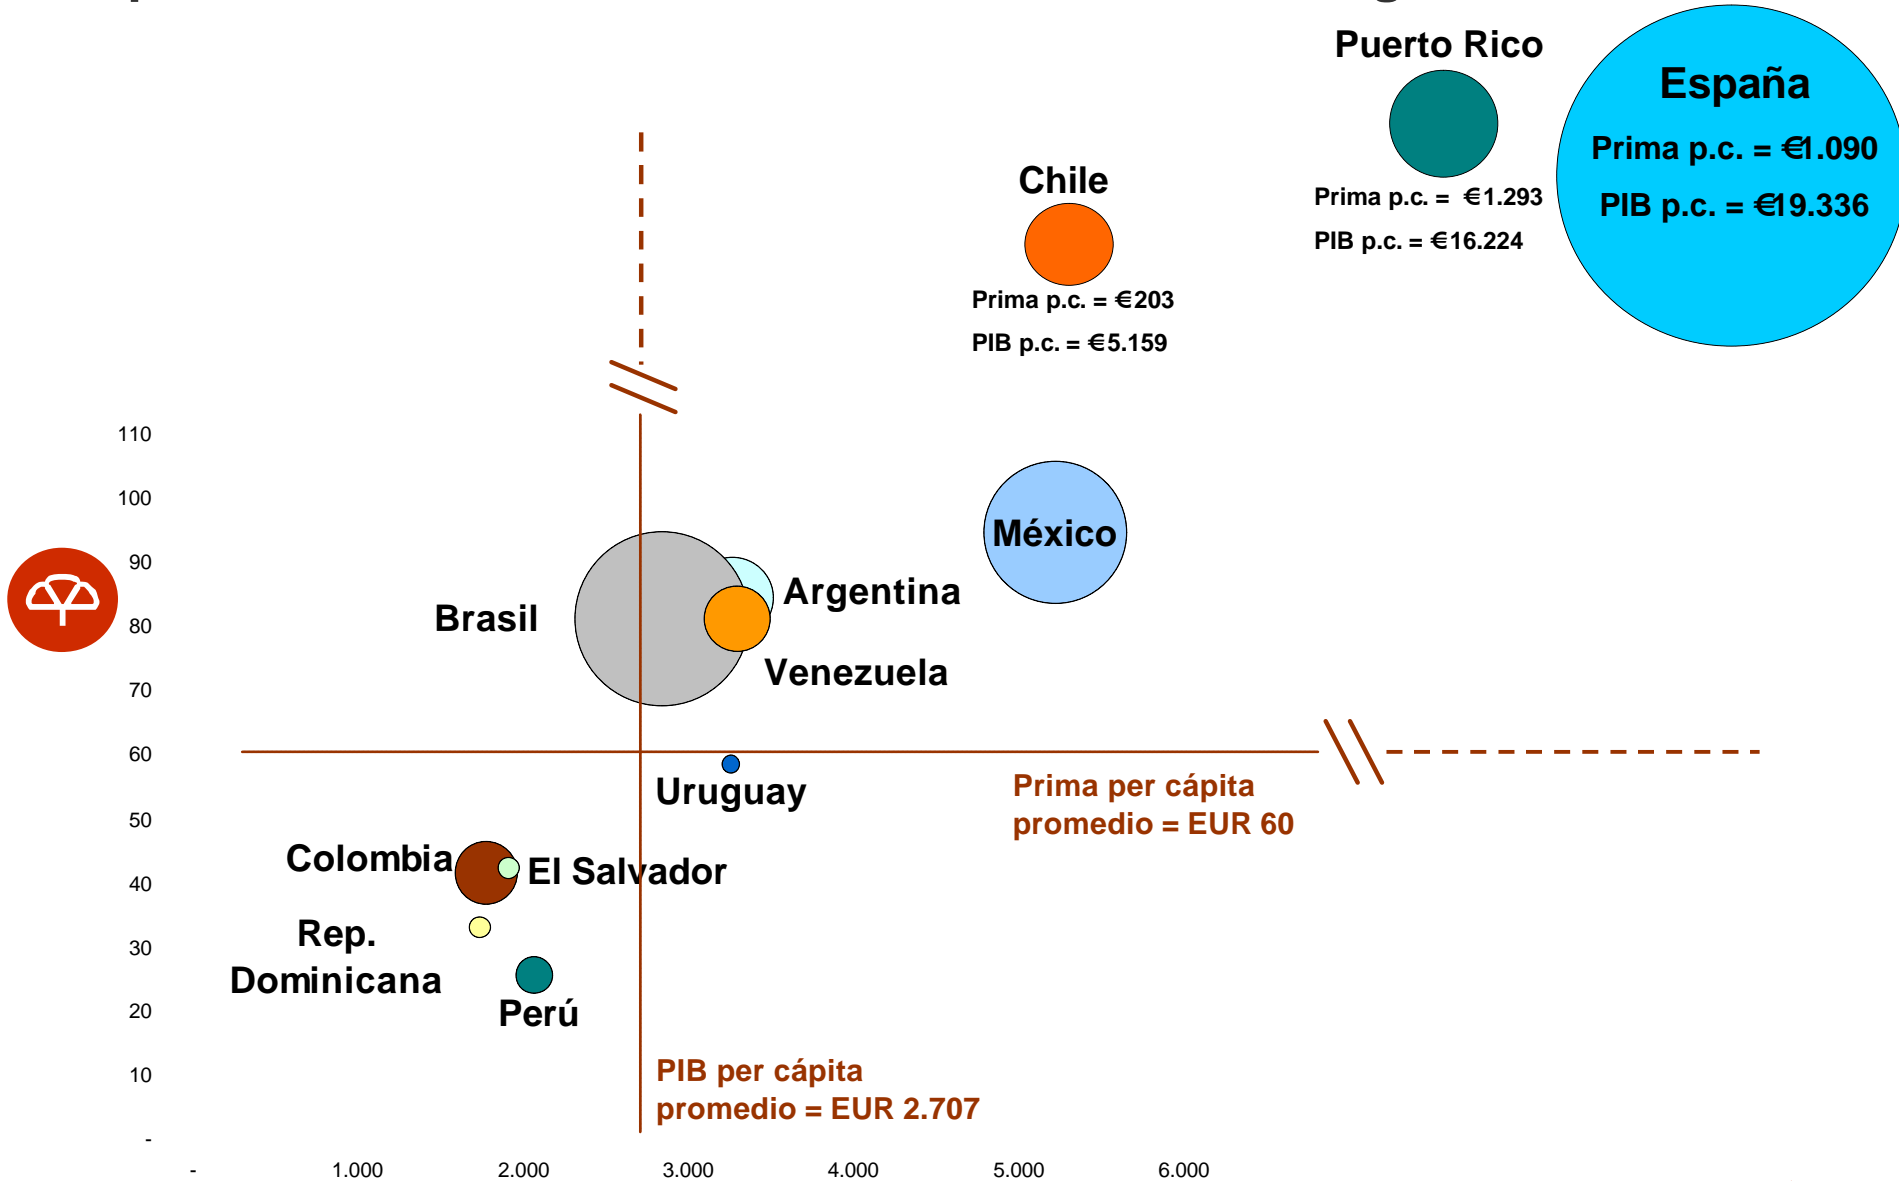 Puerto Rico
España
Prima p.c. = €1.090
PIB p.c. = €19.336
Prima p.c. = €1.293
PIB p.c. = €16.224
Chile
Prima p.c. = €203
PIB p.c. = €5.159
110
100
90
80
70
60
50
40
30
20
10
-
México
Argentina
Brasil
Venezuela
Uruguay
Prima per cápita
promedio = EUR 60
Colombia
El Salvador
Rep.
Dominicana
Perú
PIB per cápita
promedio = EUR 2.707
- 1.000 2.000 3.000 4.000 5.000 6.000